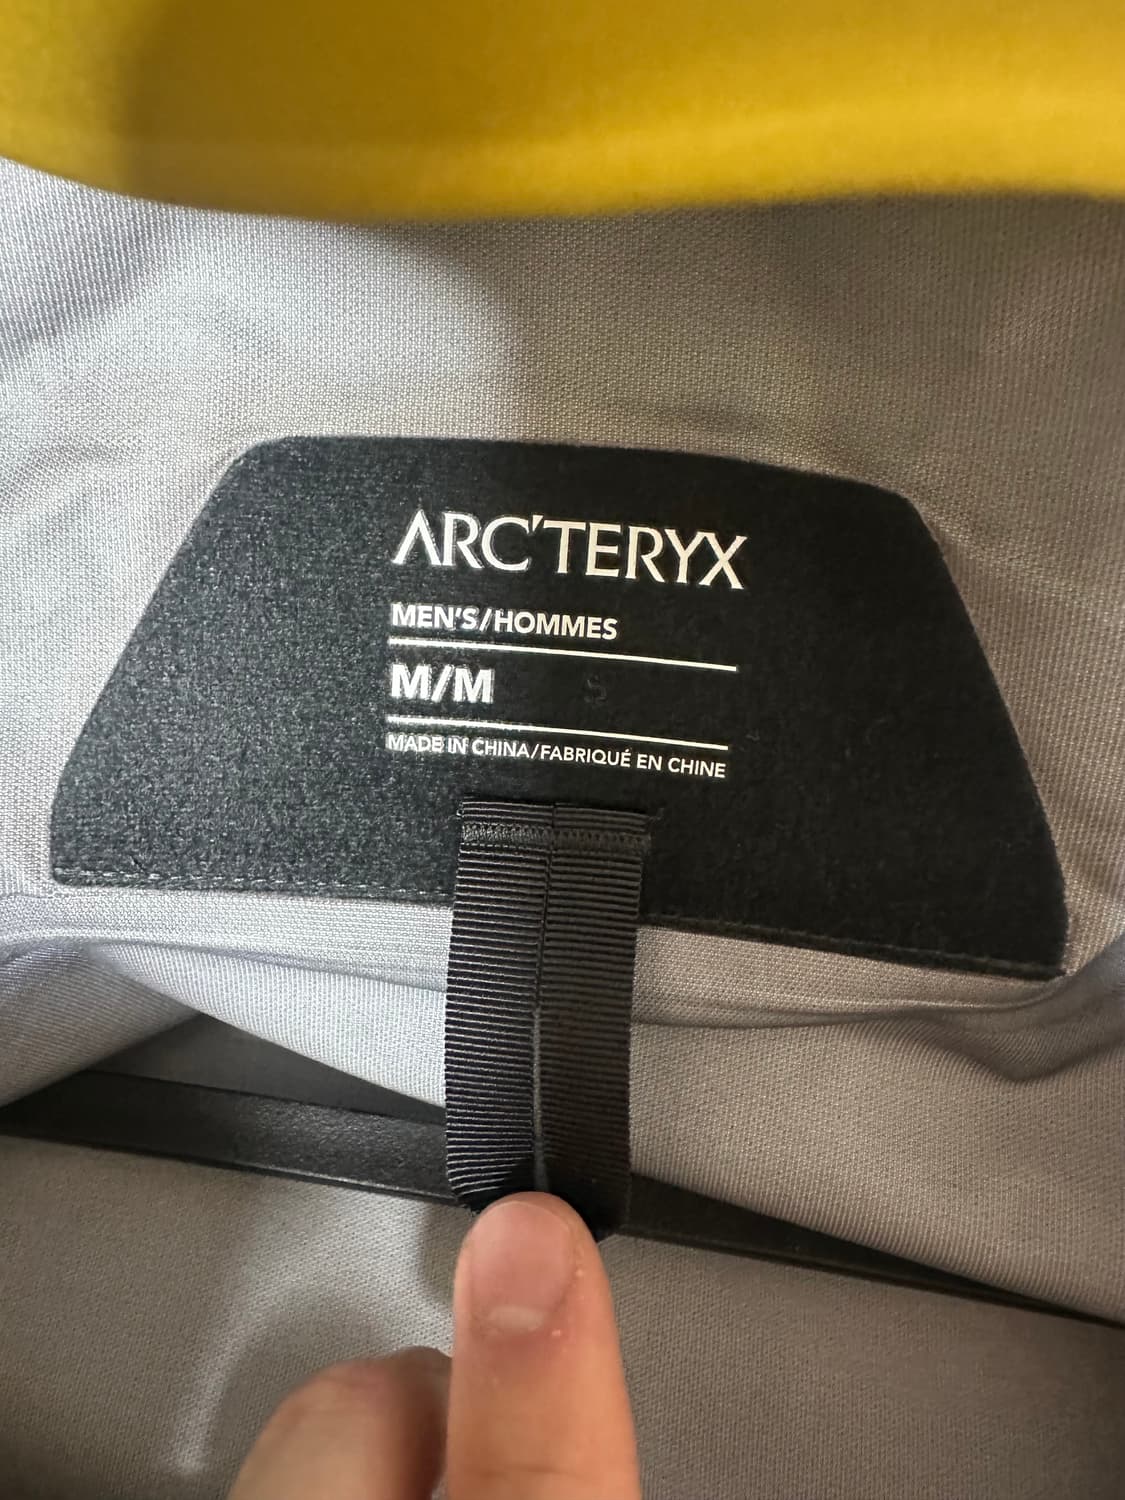 ARC'TERYX
MEN'S/HOMMES
M/M
MADE IN CHINA/FABRIQUÉ EN CHINE